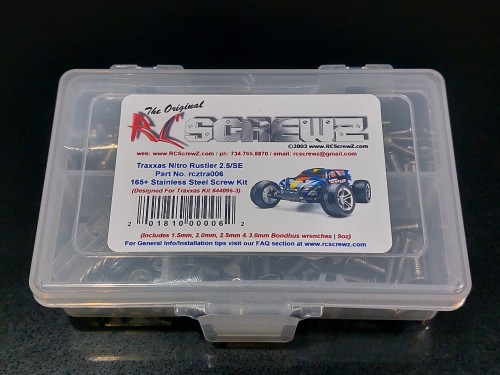 The Original
RC SCREWZ
©2003 www.RCScrewZ.com
web: www.RCScrewZ.com - ph: 734.765.8870 / email: rcscrewz@gmail.com
Traxxas Nitro Rustler 2.5/SE
Part No. rcztra006
165+ Stainless Steel Screw Kit
(Designed For Traxxas Kit #44096-3)
2 01810 00006 2
(Includes 1.5mm, 2.0mm, 2.5mm & 3.0mm Bondhus wrenches | 9oz)
For General Info/Installation tips visit our FAQ section at www.rcscrewz.com